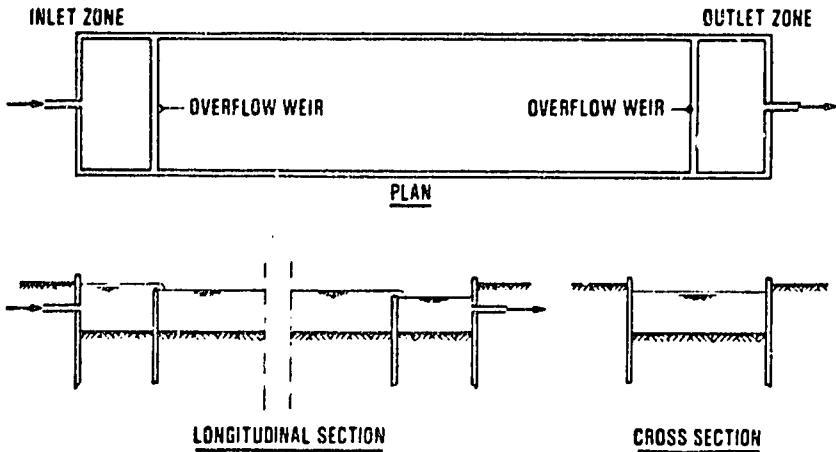 INLET ZONE
OUTLET ZONE
OVERFLOW WEIR
OVERFLOW WEIR
PLAN
LONGITUDINAL SECTION
CROSS SECTION